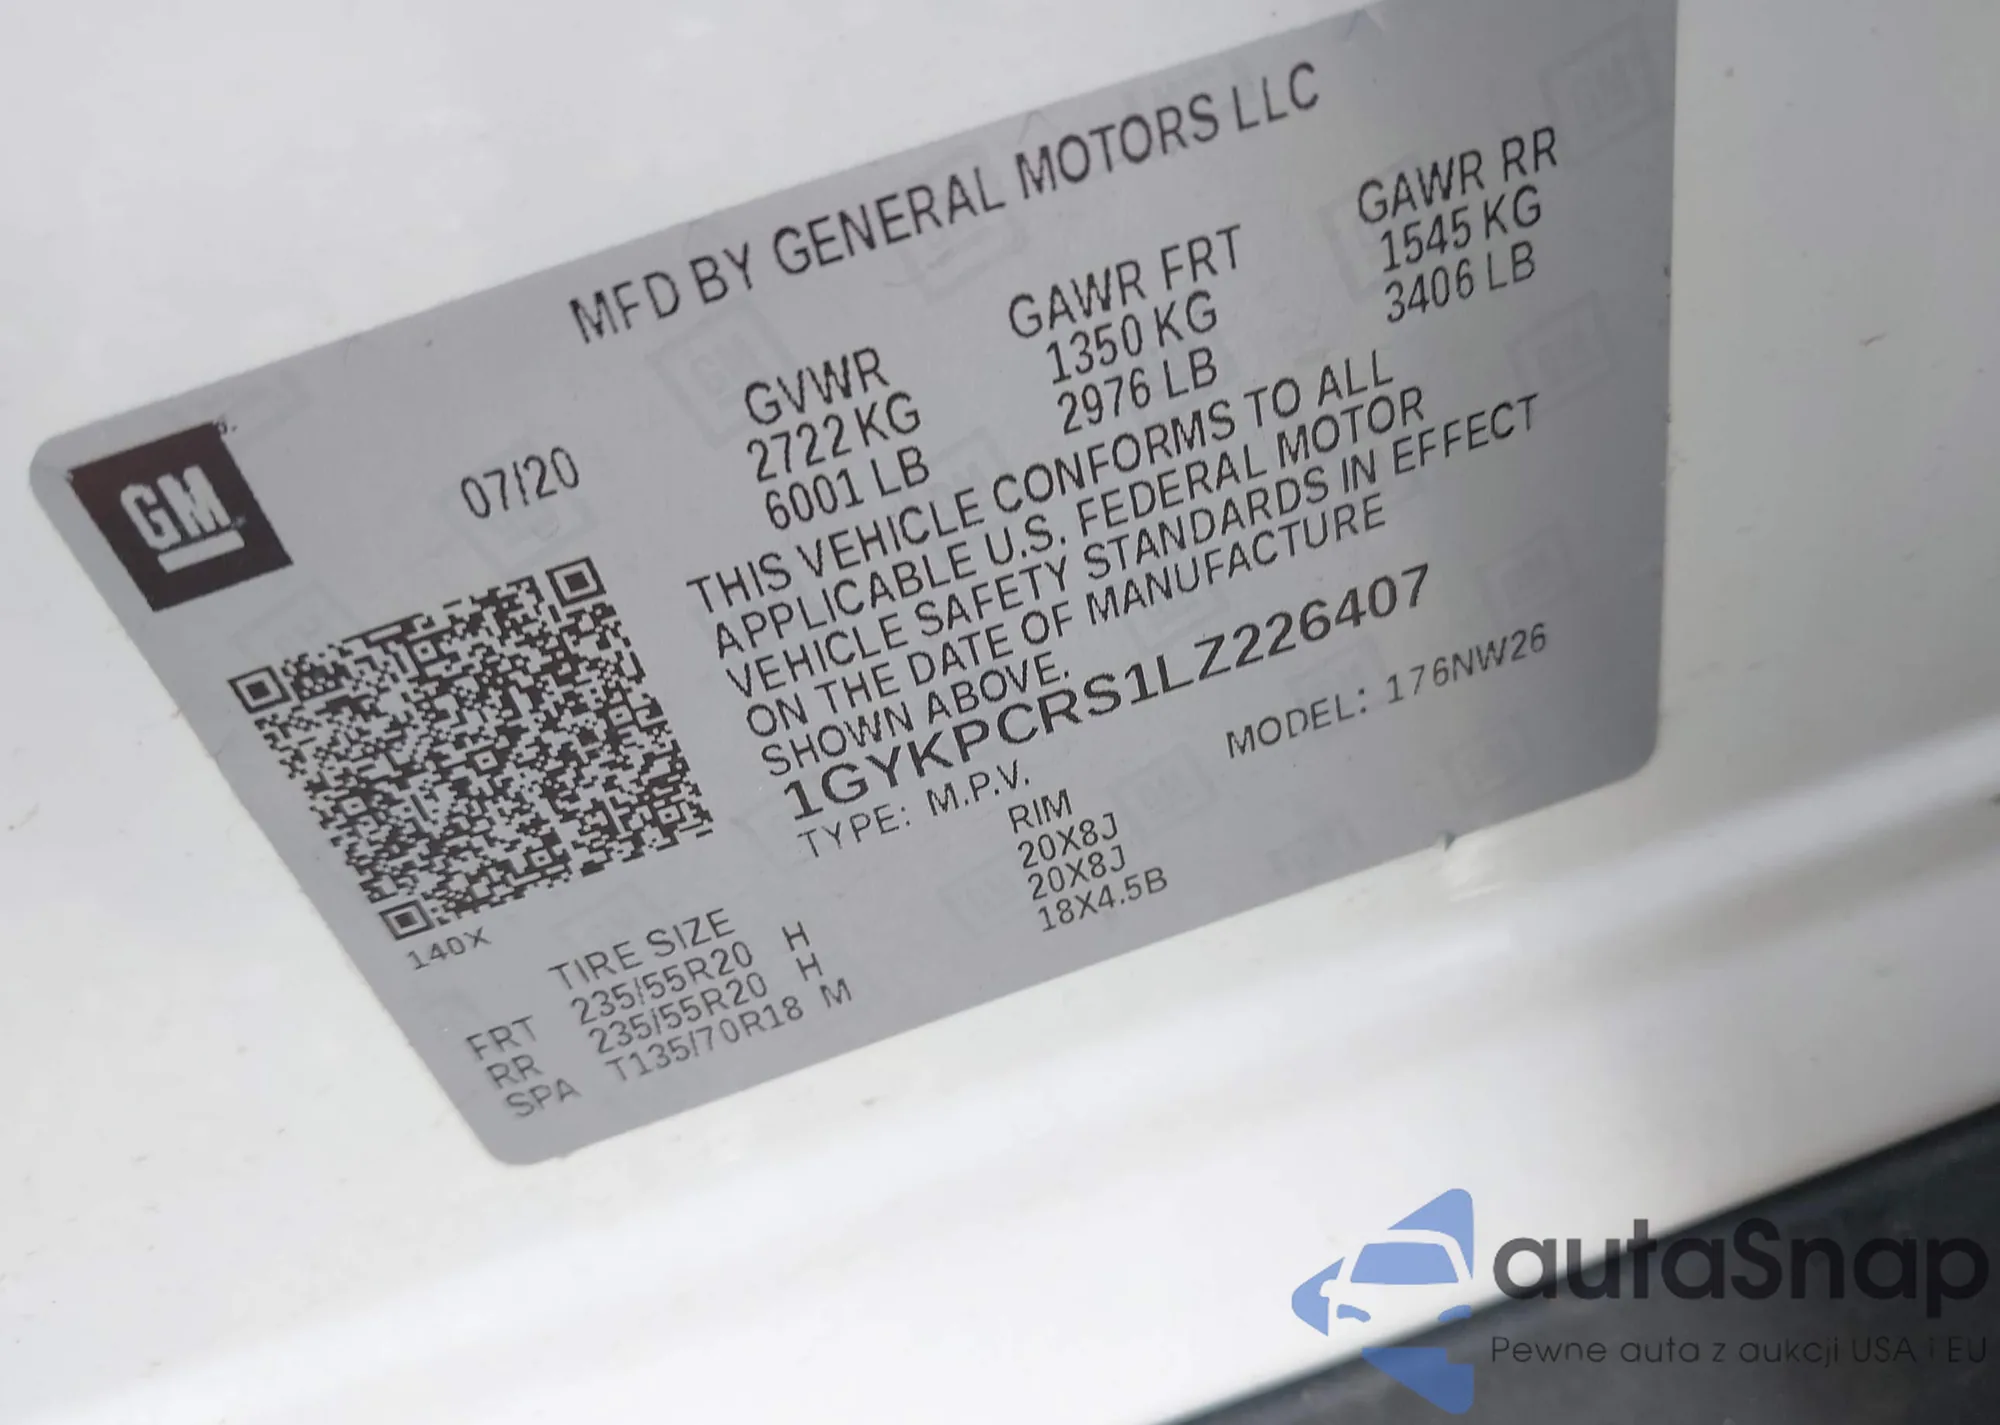 MFD BY GENERAL MOTORS LLC
GM
07/20
GVWR
2722 KG
6001 LB
GAWR FRT
1350 KG
2976 LB
GAWR RR
1545 KG
3406 LB
THIS VEHICLE CONFORMS TO ALL
APPLICABLE U.S. FEDERAL MOTOR
VEHICLE SAFETY STANDARDS IN EFFECT
ON THE DATE OF MANUFACTURE
SHOWN ABOVE.
1GYKPCRS1LZ226407
TYPE: M.P.V.
MODEL: 176NW26
140X
TIRE SIZE RIM
FRT 235/55R20 H 20X8J
RR 235/55R20 H 20X8J
SPA T135/70R18 M 18X4.5B
autaSnap
Pewne auta z aukcji USA i EU